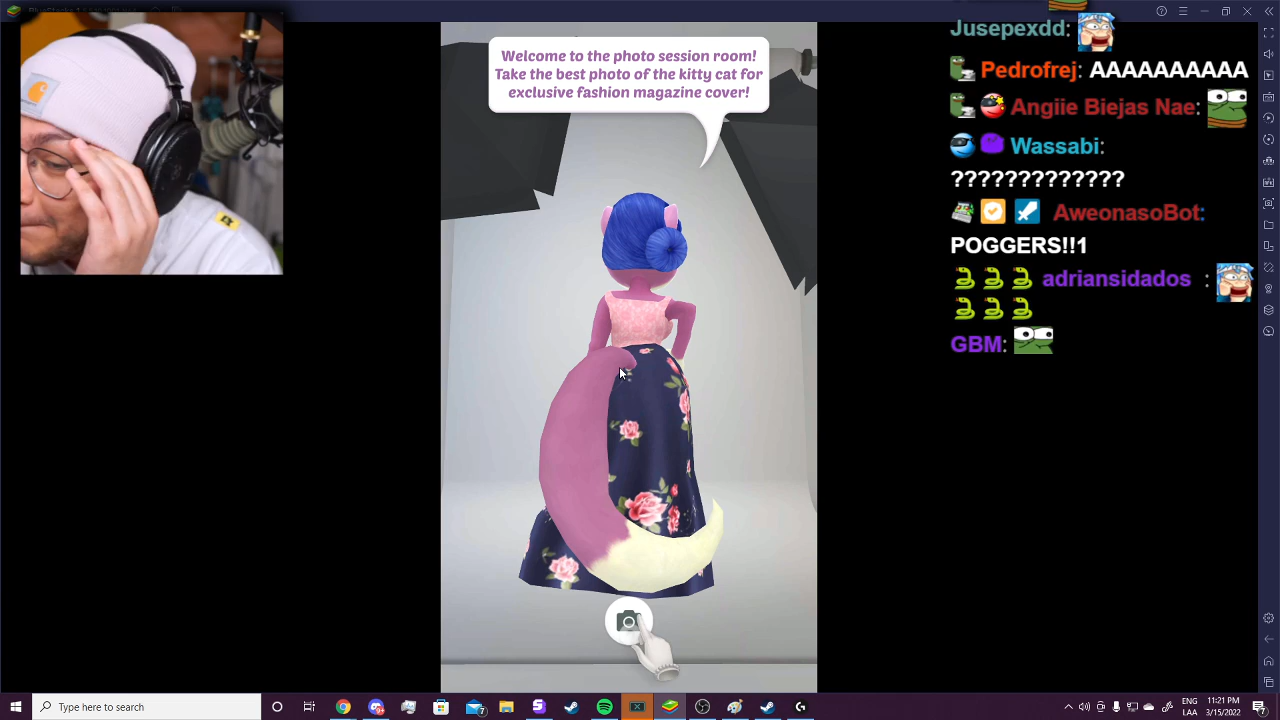 Welcome to the photo session room!
Take the best photo of the kitty cat for
exclusive fashion magazine cover!
Jusepexdd:
Pedrofrej: AAAAAAAAAA
Angiie Biejas Nae:
Wassabi:
?????????????
AweonasoBot:
POGGERS!!1
adriansidados :
GBM:
Type here to search
ENG
LAA
11:21 PM
3/15/2022